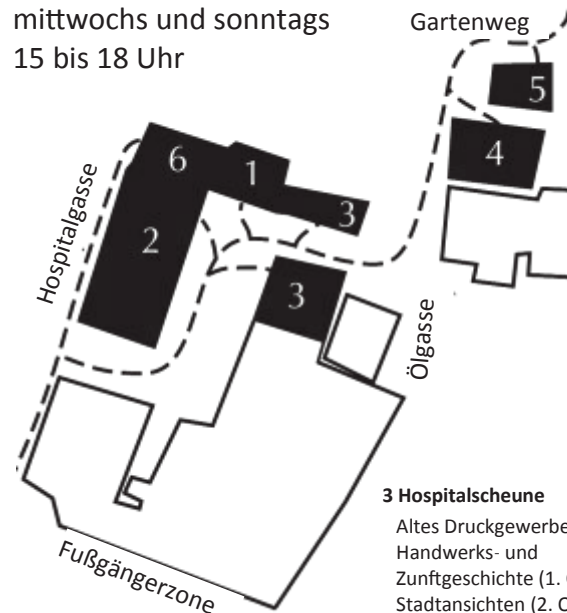 mittwochs und sonntags
15 bis 18 Uhr
Gartenweg
5
4
6
1
3
2
3
Hospitalgasse
Ölgasse
Fußgängerzone
3 Hospitalscheune
Altes Druckgewerbe
Handwerks- und
Zunftgeschichte (1.
Stadtansichten (2.